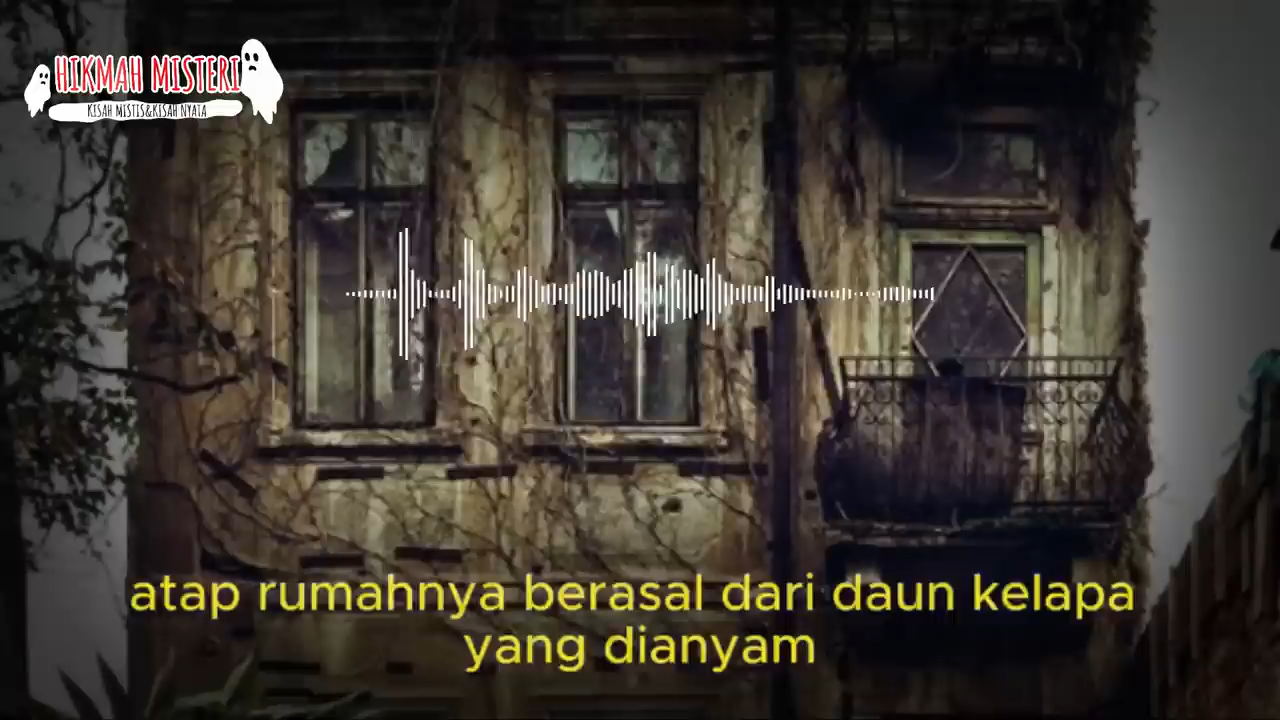 HIKMAH MISTERI
KISAH MISTIS&KISAH NYATA
atap rumahnya berasal dari daun kelapa
yang dianyam